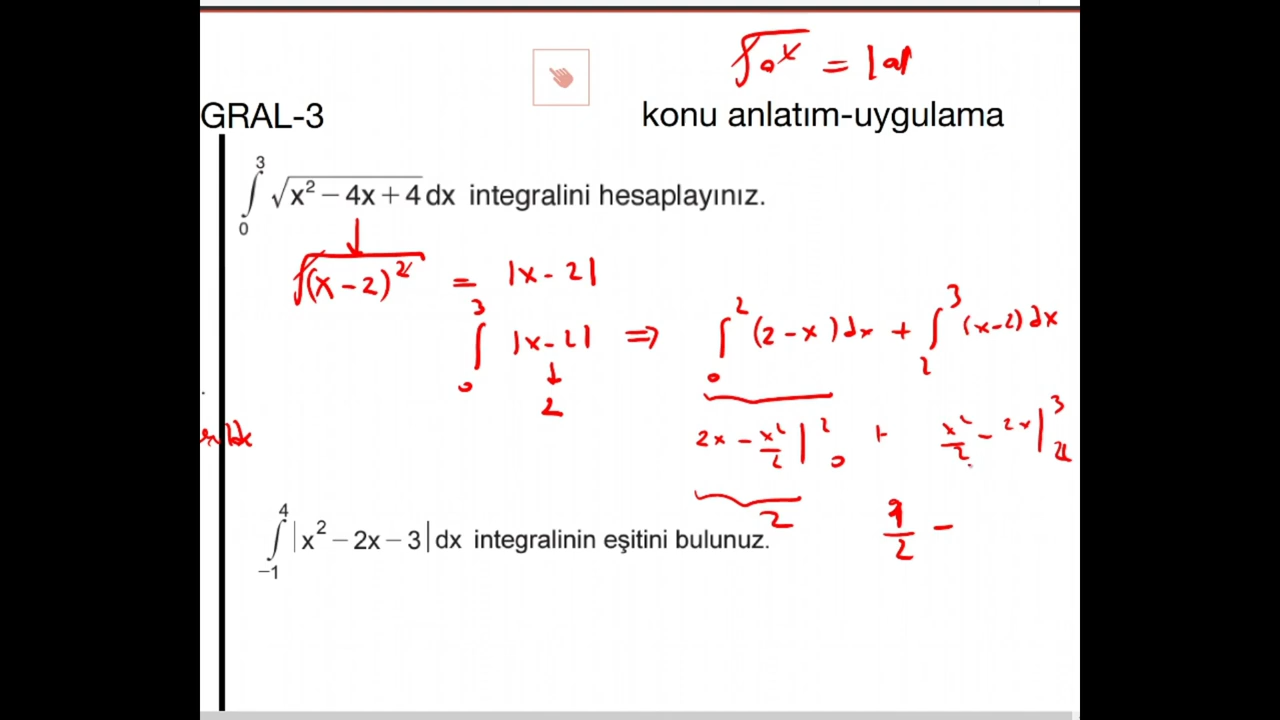 √a² = |a|
GRAL-3
konu anlatım-uygulama
∫₀³ √x² − 4x + 4 dx integralini hesaplayınız.
√(x-2)² = |x-2|
∫₀³ |x-2| ⇒ ∫₀² (2-x)dx + ∫₂³ (x-2)dx
2
2x - x²/2 |₀² + x²/2 - 2x |₂³
2
9/2 -
∫₋₁⁴ |x² − 2x − 3| dx integralinin eşitini bulunuz.